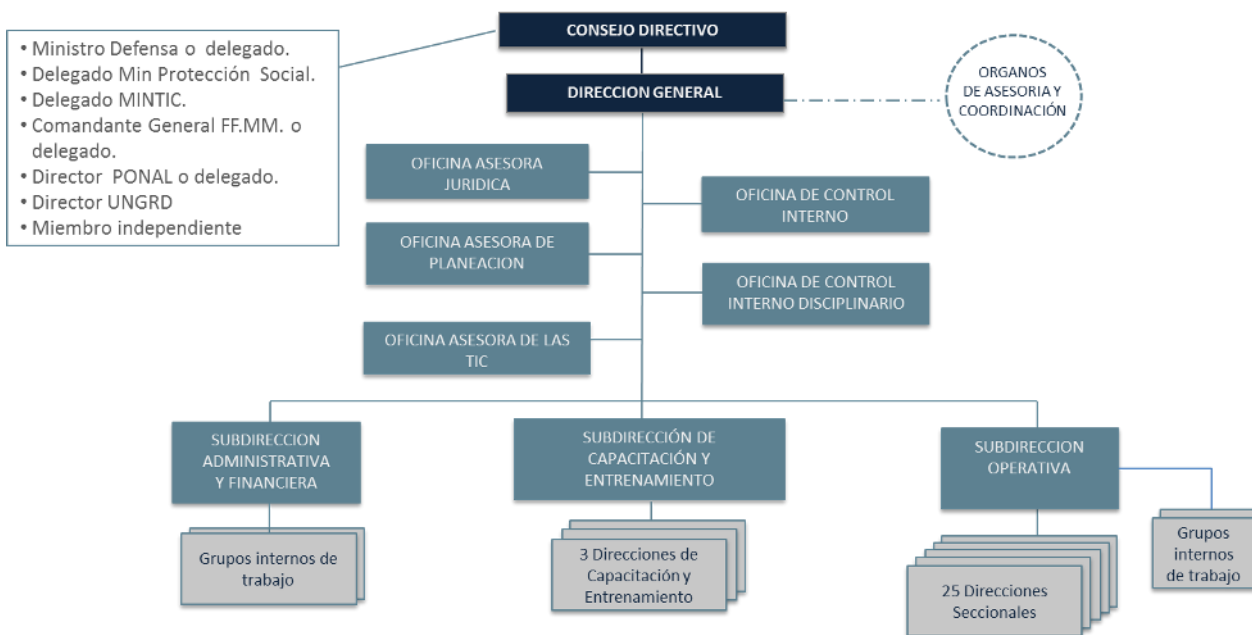 CONSEJO DIRECTIVO
• Ministro Defensa o delegado.
• Delegado Min Protección Social.
• Delegado MINTIC.
• Comandante General FF.MM. o
delegado.
• Director PONAL o delegado.
• Director UNGRD
• Miembro independiente
DIRECCION GENERAL
ORGANOS
DE ASESORIA Y
COORDINACIÓN
OFICINA ASESORA
JURIDICA
OFICINA DE CONTROL
INTERNO
OFICINA ASESORA DE
PLANEACION
OFICINA DE CONTROL
INTERNO DISCIPLINARIO
OFICINA ASESORA DE LAS
TIC
SUBDIRECCION
ADMINISTRATIVA
Y FINANCIERA
SUBDIRECCIÓN DE
CAPACITACIÓN Y
ENTRENAMIENTO
SUBDIRECCION
OPERATIVA
Grupos internos de
trabajo
3 Direcciones de
Capacitación y
Entrenamiento
25 Direcciones
Seccionales
Grupos
internos
de trabajo